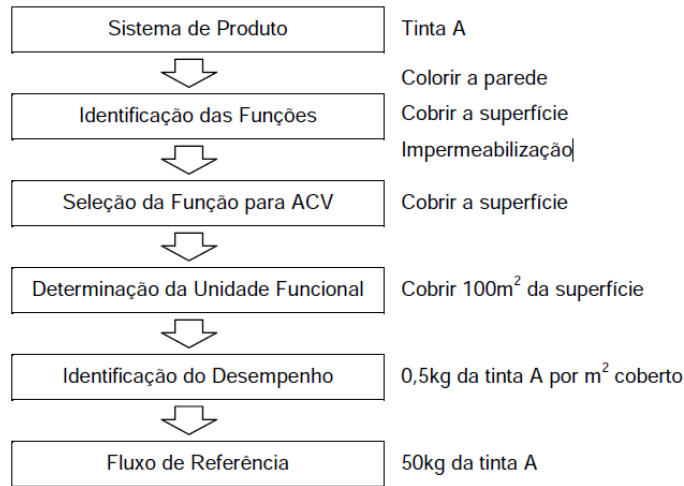 Sistema de Produto
Tinta A
Colorir a parede
Identificação das Funções
Cobrir a superfície
Impermeabilização
Seleção da Função para ACV
Cobrir a superfície
Determinação da Unidade Funcional
Cobrir 100m² da superfície
Identificação do Desempenho
0,5kg da tinta A por m² coberto
Fluxo de Referência
50kg da tinta A